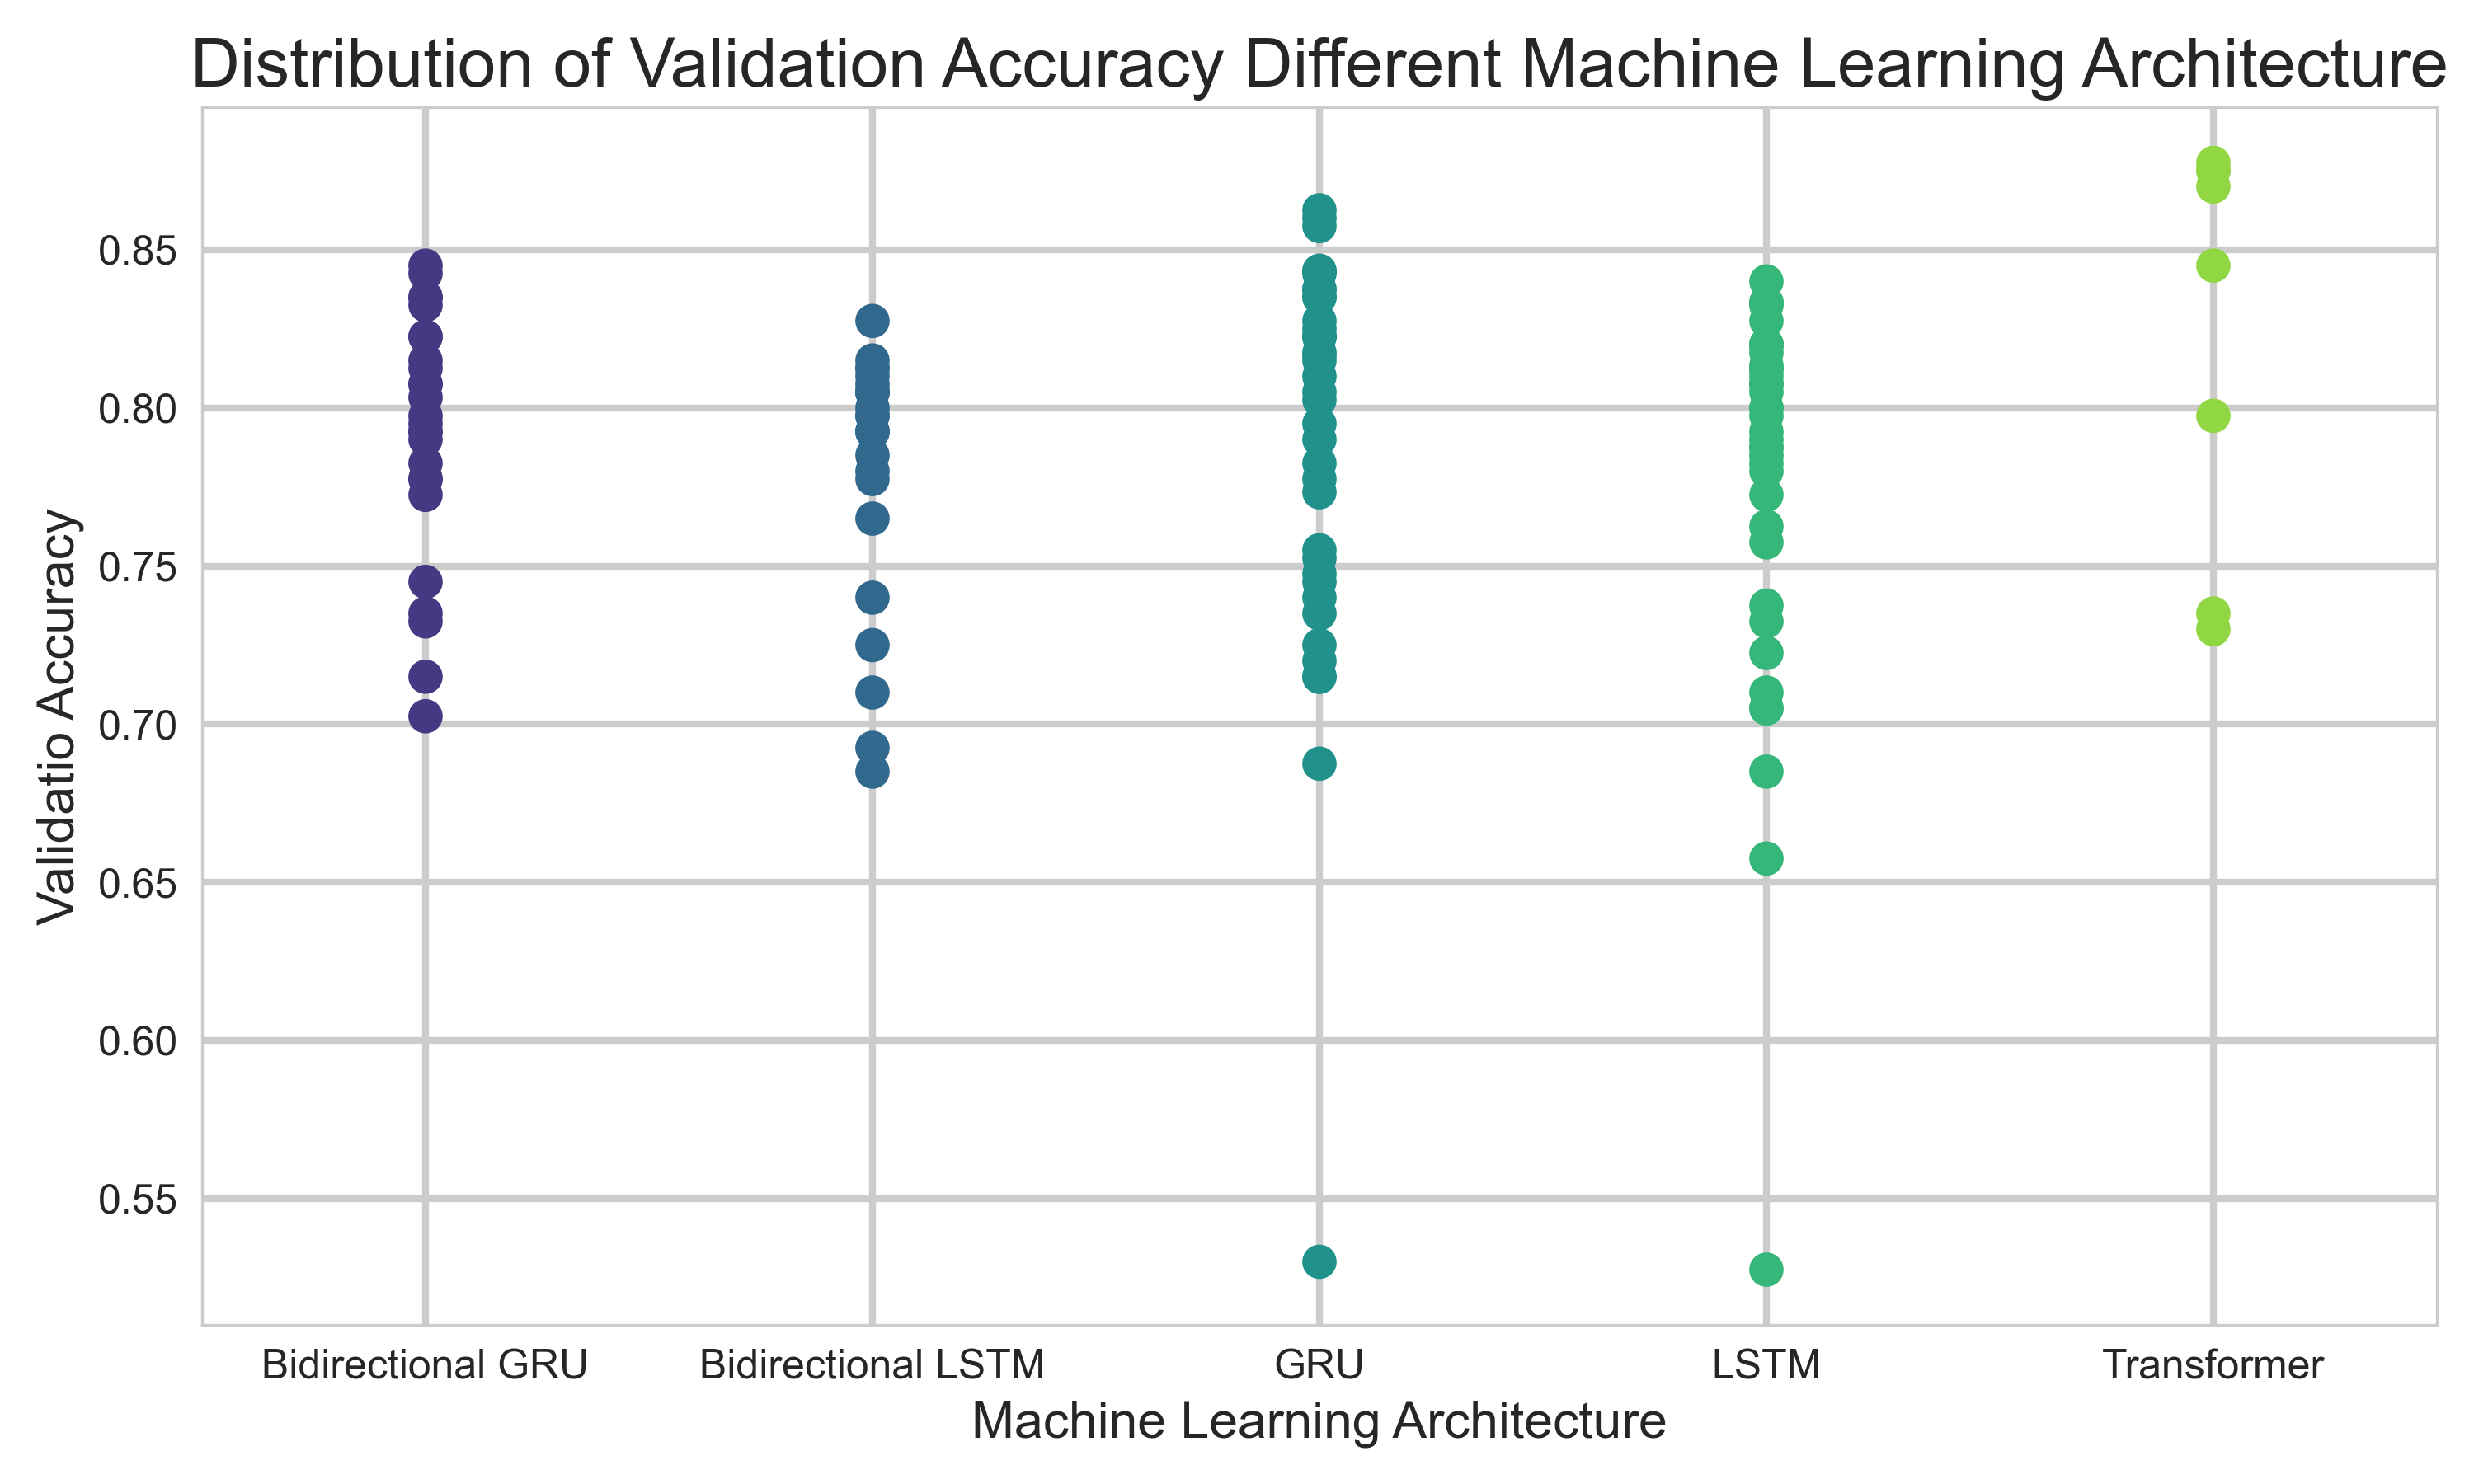 Distribution of Validation Accuracy Different Machine Learning Architecture
Validatio Accuracy
0.85
0.80
0.75
0.70
0.65
0.60
0.55
Bidirectional GRU
Bidirectional LSTM
GRU
LSTM
Transformer
Machine Learning Architecture